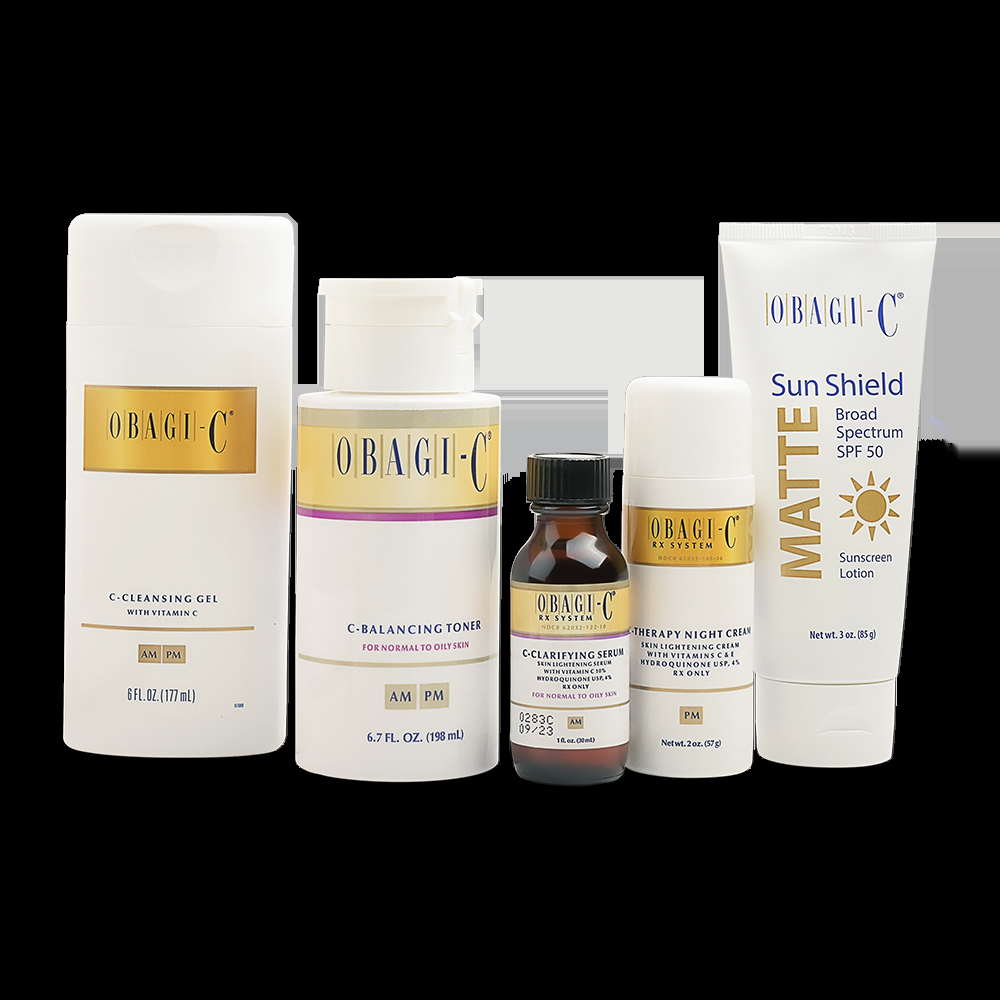 OBAGI-C®
C-CLEANSING GEL
WITH VITAMIN C
AM PM
6 FL. OZ. (177 mL)
OBAGI-C®
C-BALANCING TONER
FOR NORMAL TO OILY SKIN
AM PM
6.7 FL. OZ. (198 mL)
OBAGI-C®
RX SYSTEM
NDC# 62032-122-10
C-CLARIFYING SERUM
SKIN LIGHTENING SERUM
WITH VITAMIN C 10%
HYDROQUINONE USP, 4%
RX ONLY
FOR NORMAL TO OILY SKIN
0283C
09/23
AM
1 fl. oz. (30 mL)
OBAGI-C®
RX SYSTEM
-THERAPY NIGHT CREAM
SKIN LIGHTENING CREAM
WITH VITAMINS C & E
HYDROQUINONE USP, 4%
RX ONLY
PM
Net wt. 2 oz. (57 g)
OBAGI-C®
Sun Shield
MATTE
Broad
Spectrum
SPF 50
Sunscreen
Lotion
Net wt. 3 oz. (85 g)